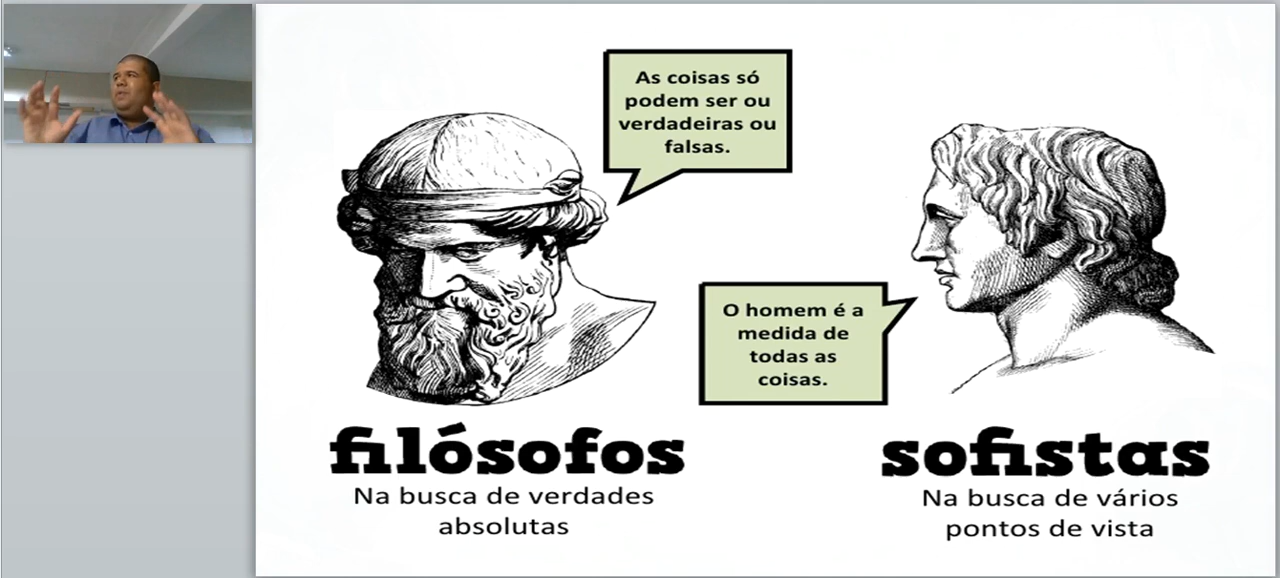 As coisas só
podem ser ou
verdadeiras ou
falsas.
O homem é a
medida de
todas as
coisas.
filósofos
Na busca de verdades
absolutas
sofistas
Na busca de vários
pontos de vista